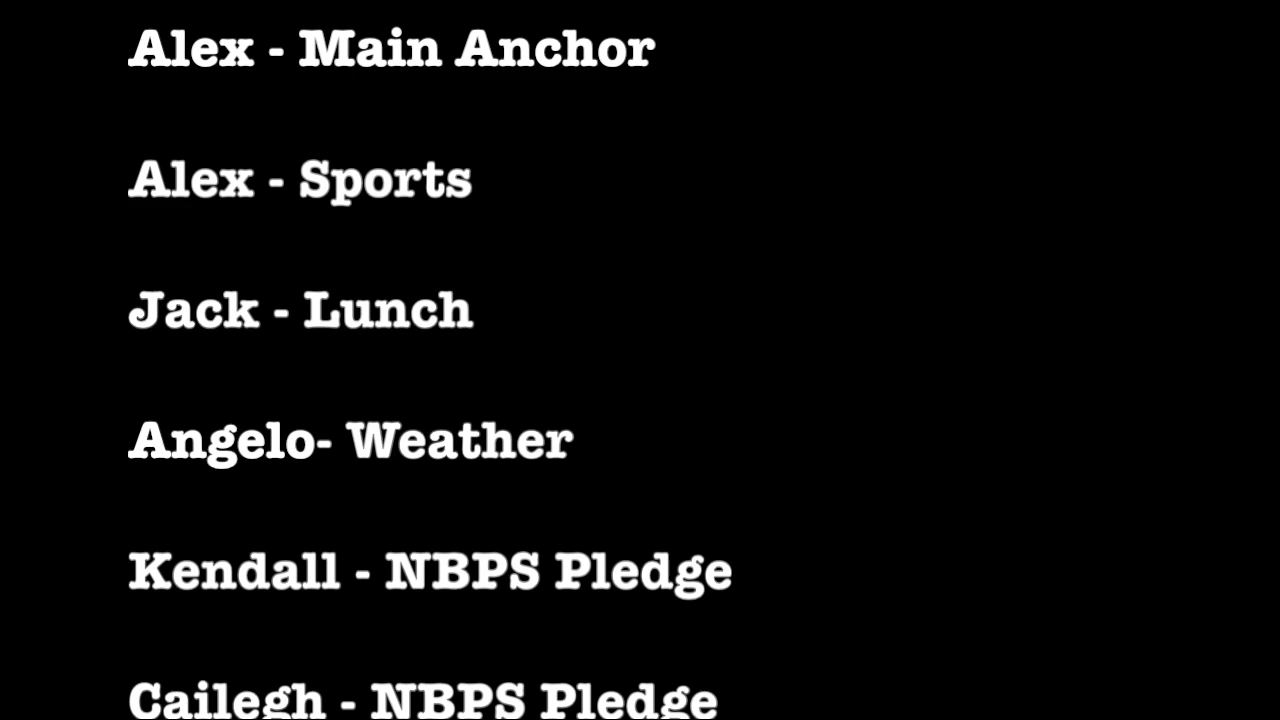 Alex - Main Anchor
Alex - Sports
Jack - Lunch
Angelo- Weather
Kendall - NBPS Pledge
Cailegh - NBPS Pledge